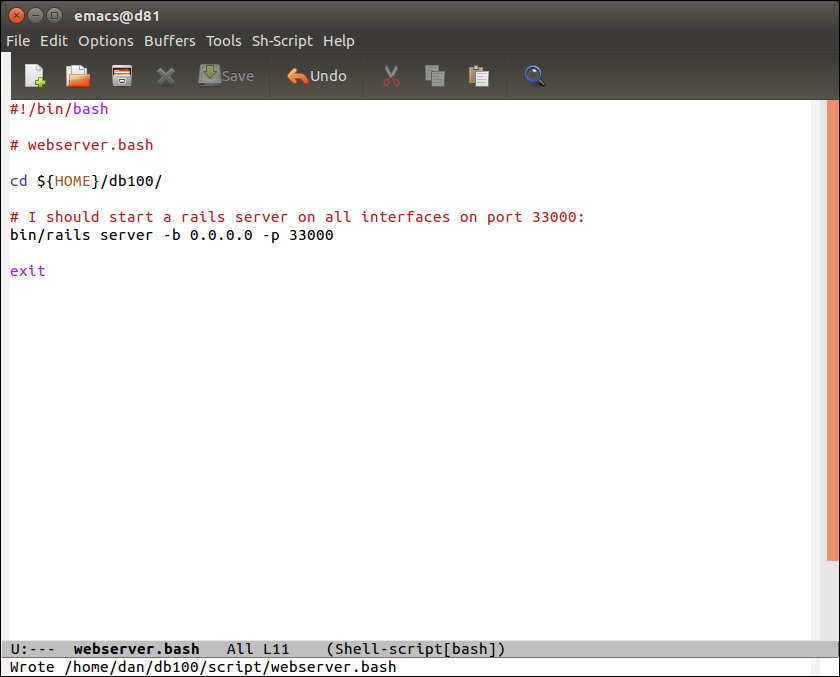 emacs@d81
File Edit Options Buffers Tools Sh-Script Help
Save Undo
#!/bin/bash
# webserver.bash
cd ${HOME}/db100/
# I should start a rails server on all interfaces on port 33000:
bin/rails server -b 0.0.0.0 -p 33000
exit
U:--- webserver.bash All L11 (Shell-script[bash])
Wrote /home/dan/db100/script/webserver.bash